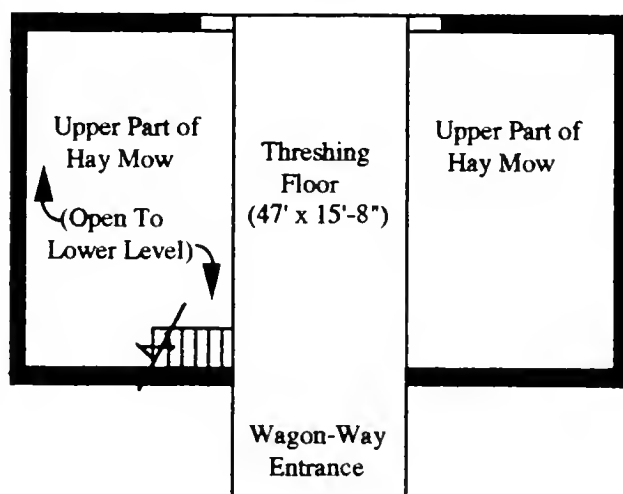 Upper Part of
Hay Mow
(Open To
Lower Level)
Threshing
Floor
(47' x 15'-8")
Upper Part of
Hay Mow
Wagon-Way
Entrance